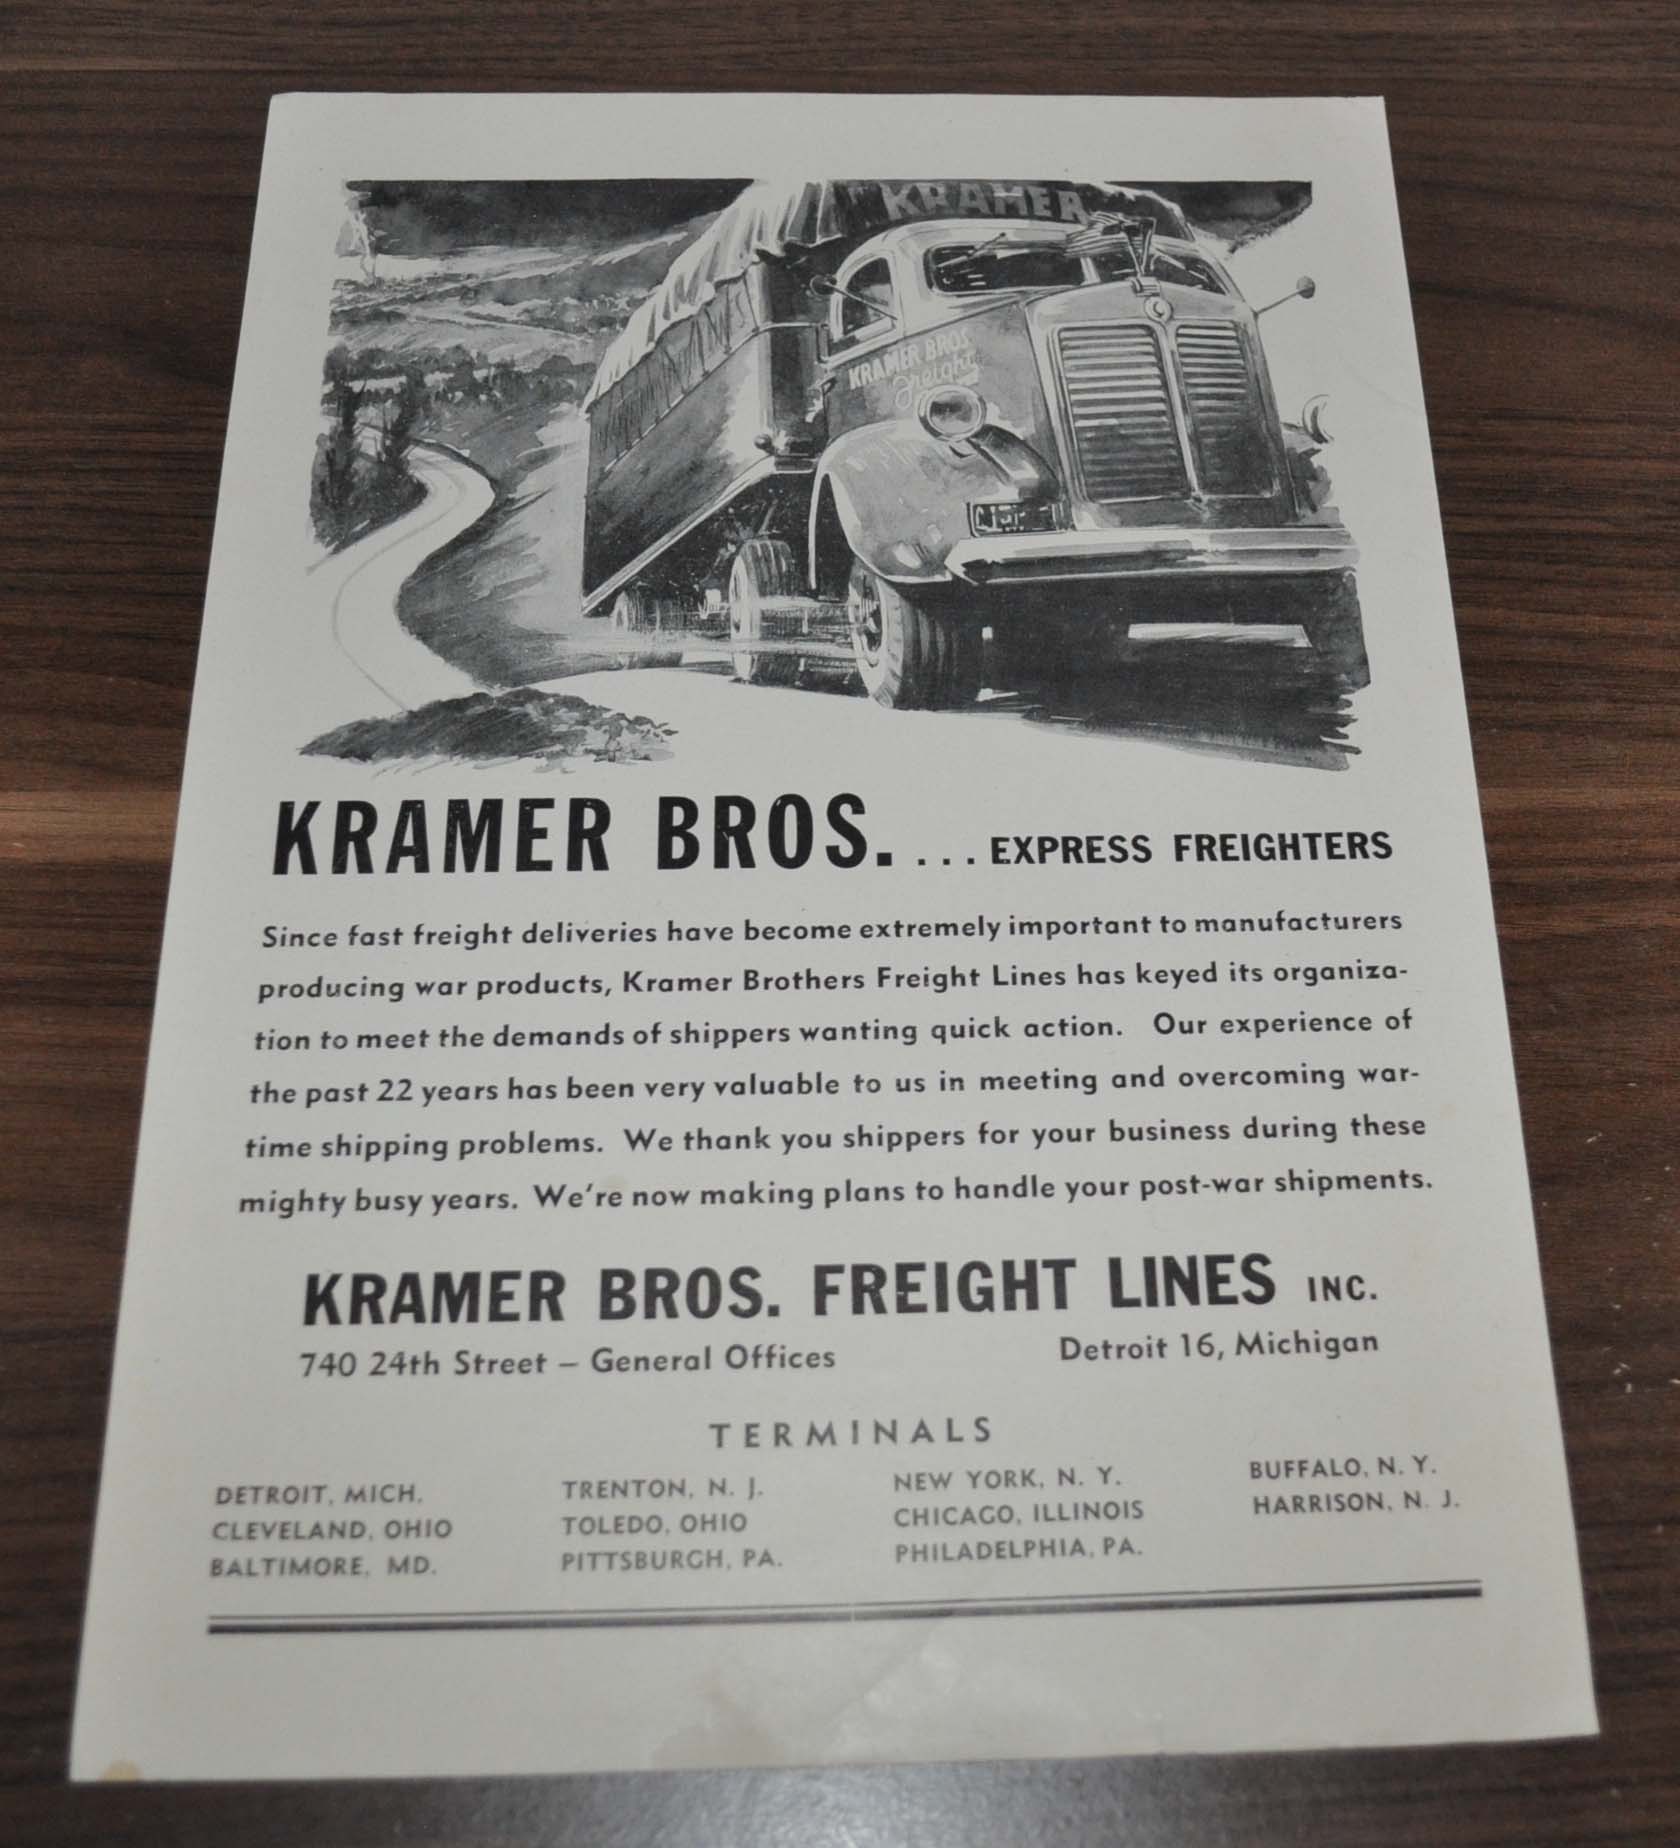 KRAMER
KRAMER BROS.
Freight
KRAMER BROS. ... EXPRESS FREIGHTERS
Since fast freight deliveries have become extremely important to manufacturers
producing war products, Kramer Brothers Freight Lines has keyed its organiza-
tion to meet the demands of shippers wanting quick action. Our experience of
the past 22 years has been very valuable to us in meeting and overcoming war-
time shipping problems. We thank you shippers for your business during these
mighty busy years. We're now making plans to handle your post-war shipments.
KRAMER BROS. FREIGHT LINES INC.
740 24th Street – General Offices Detroit 16, Michigan
TERMINALS
DETROIT, MICH. TRENTON, N. J. NEW YORK, N. Y. BUFFALO, N. Y.
CLEVELAND, OHIO TOLEDO, OHIO CHICAGO, ILLINOIS HARRISON, N. J.
BALTIMORE, MD. PITTSBURGH, PA. PHILADELPHIA, PA.